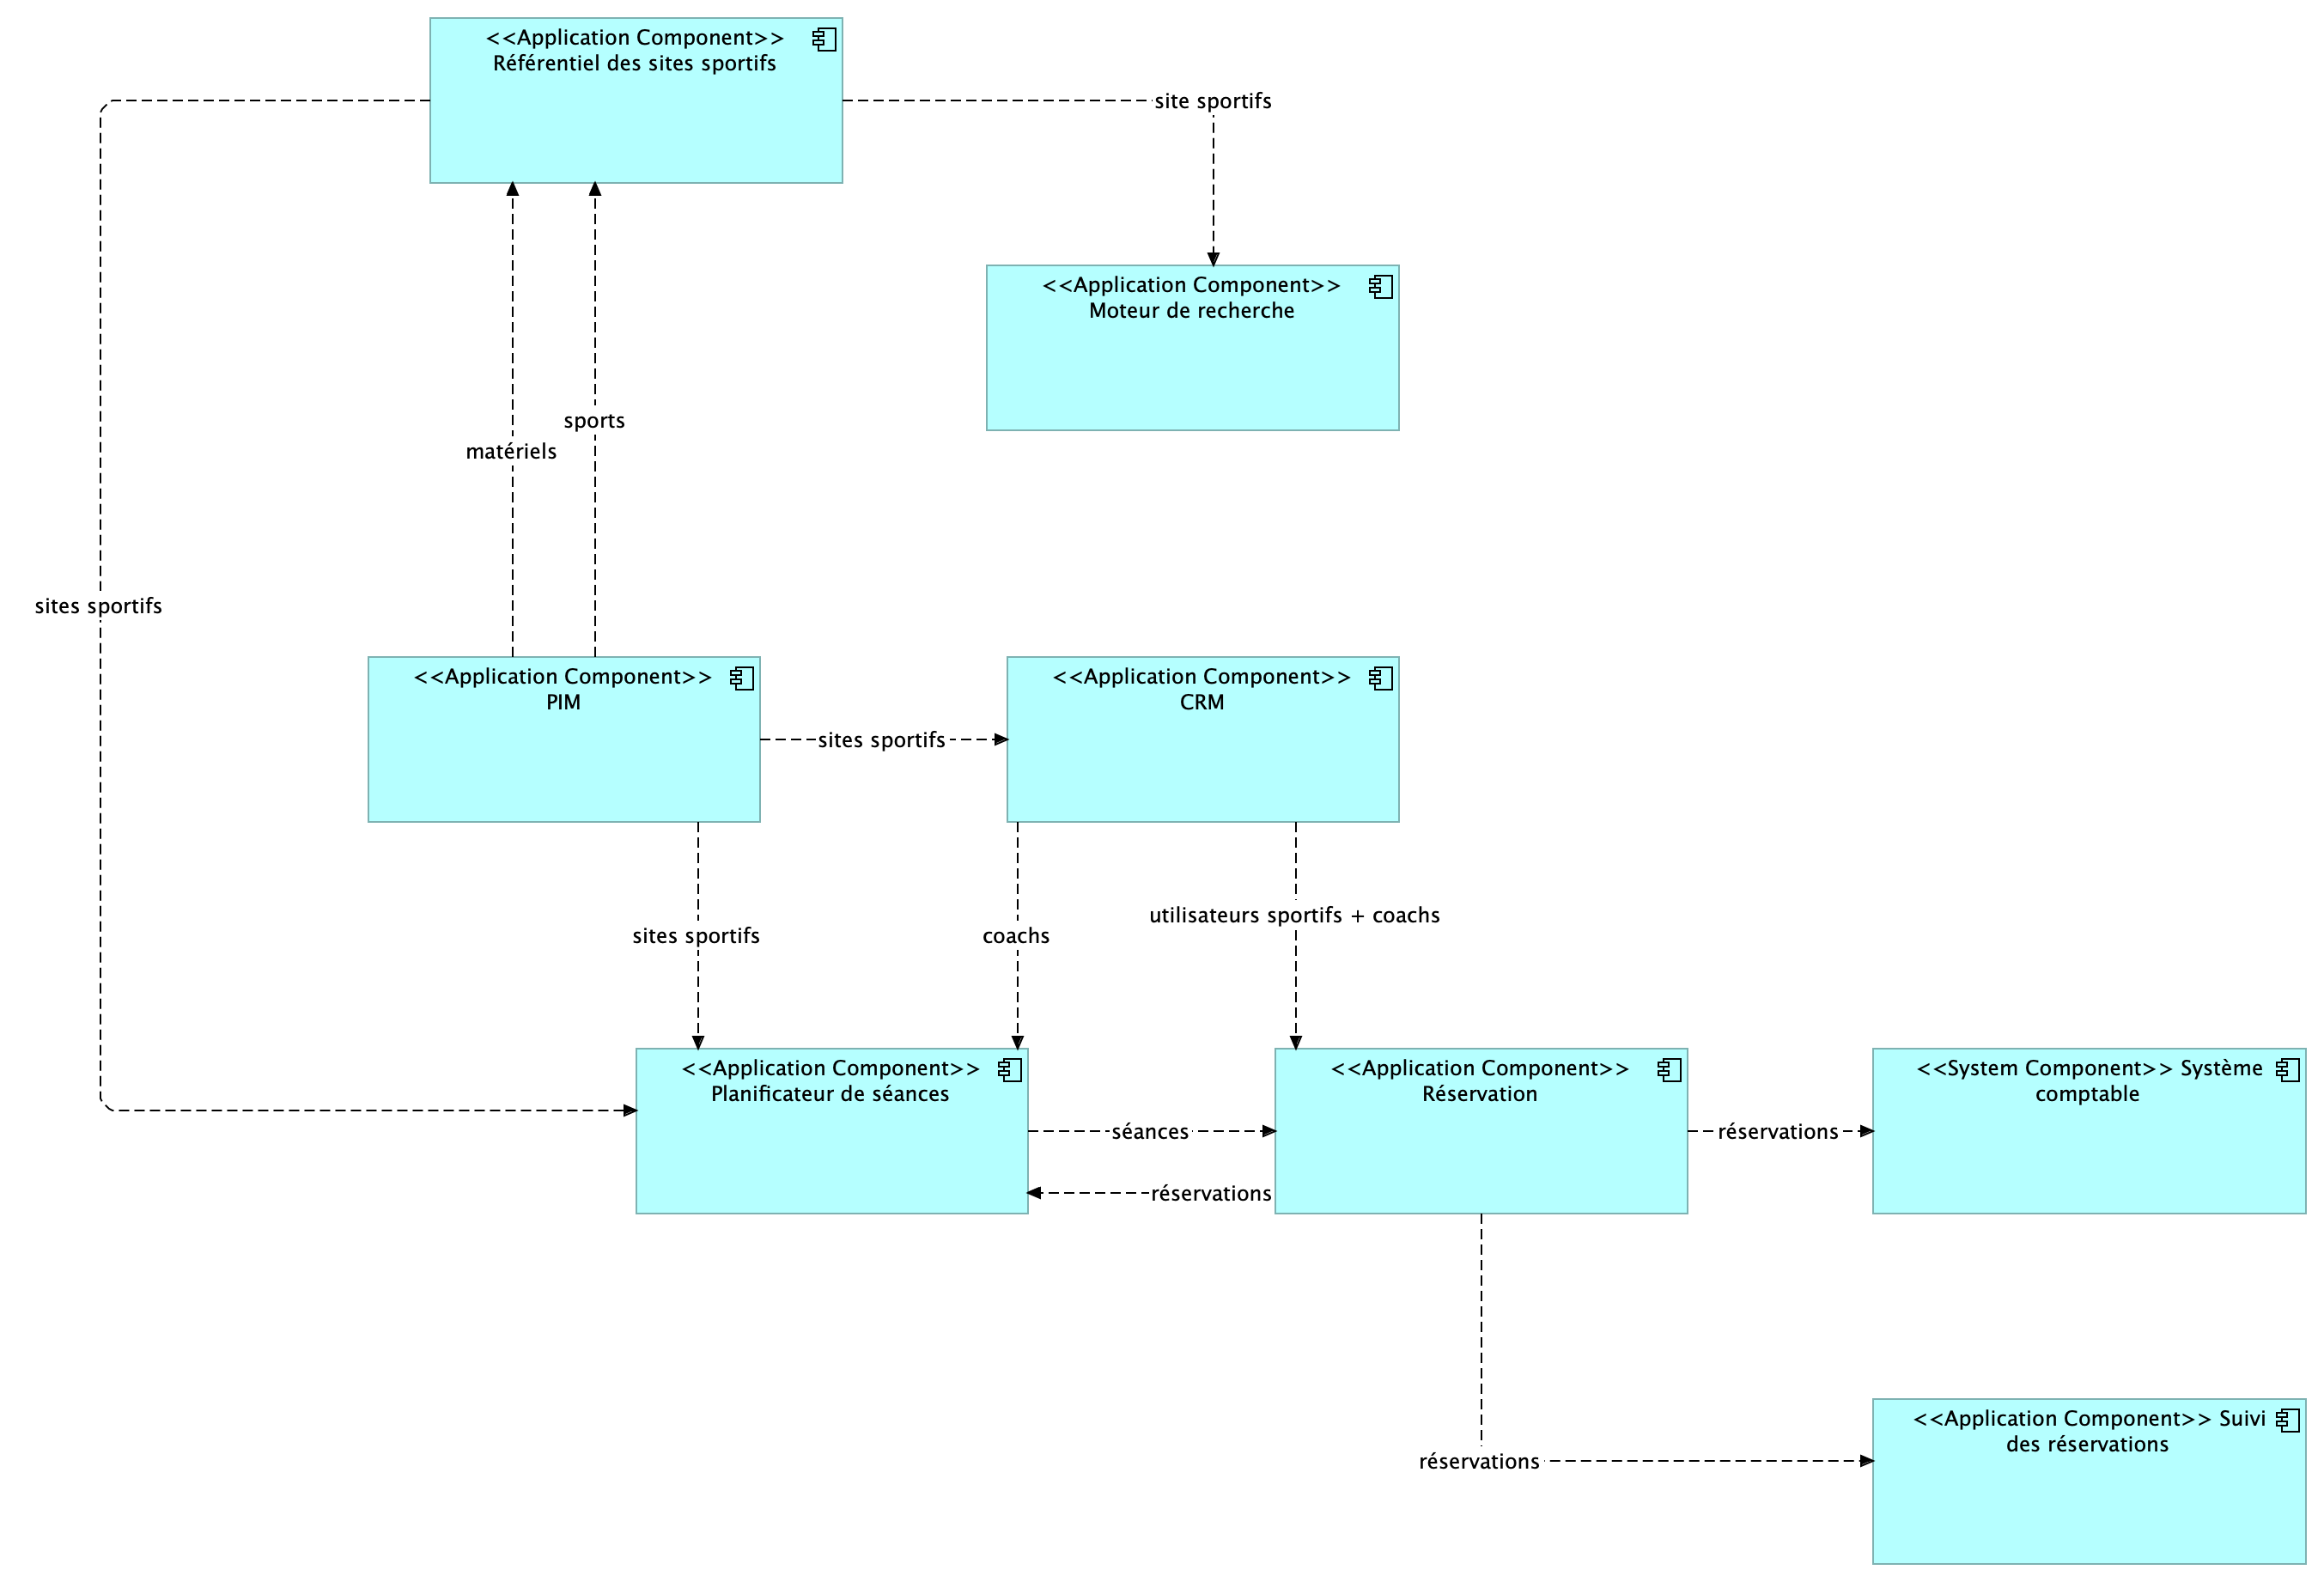 <<Application Component>>
Référentiel des sites sportifs
site sportifs
<<Application Component>>
Moteur de recherche
sports
matériels
sites sportifs
<<Application Component>>
PIM
<<Application Component>>
CRM
sites sportifs
utilisateurs sportifs + coachs
sites sportifs
coachs
<<Application Component>>
Planificateur de séances
<<Application Component>>
Réservation
<<System Component>> Système
comptable
séances
réservations
réservations
<<Application Component>> Suivi
des réservations
réservations